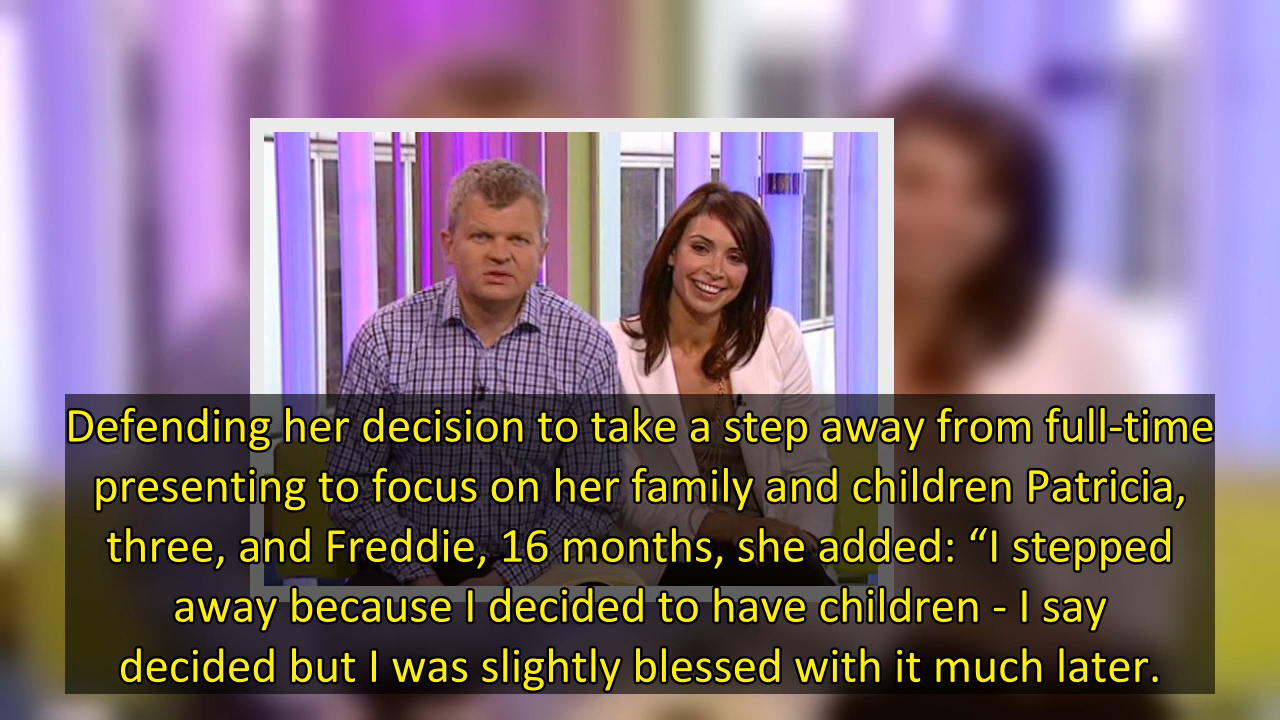 Defending her decision to take a step away from full-time
presenting to focus on her family and children Patricia,
three, and Freddie, 16 months, she added: “I stepped
away because I decided to have children - I say
decided but I was slightly blessed with it much later.